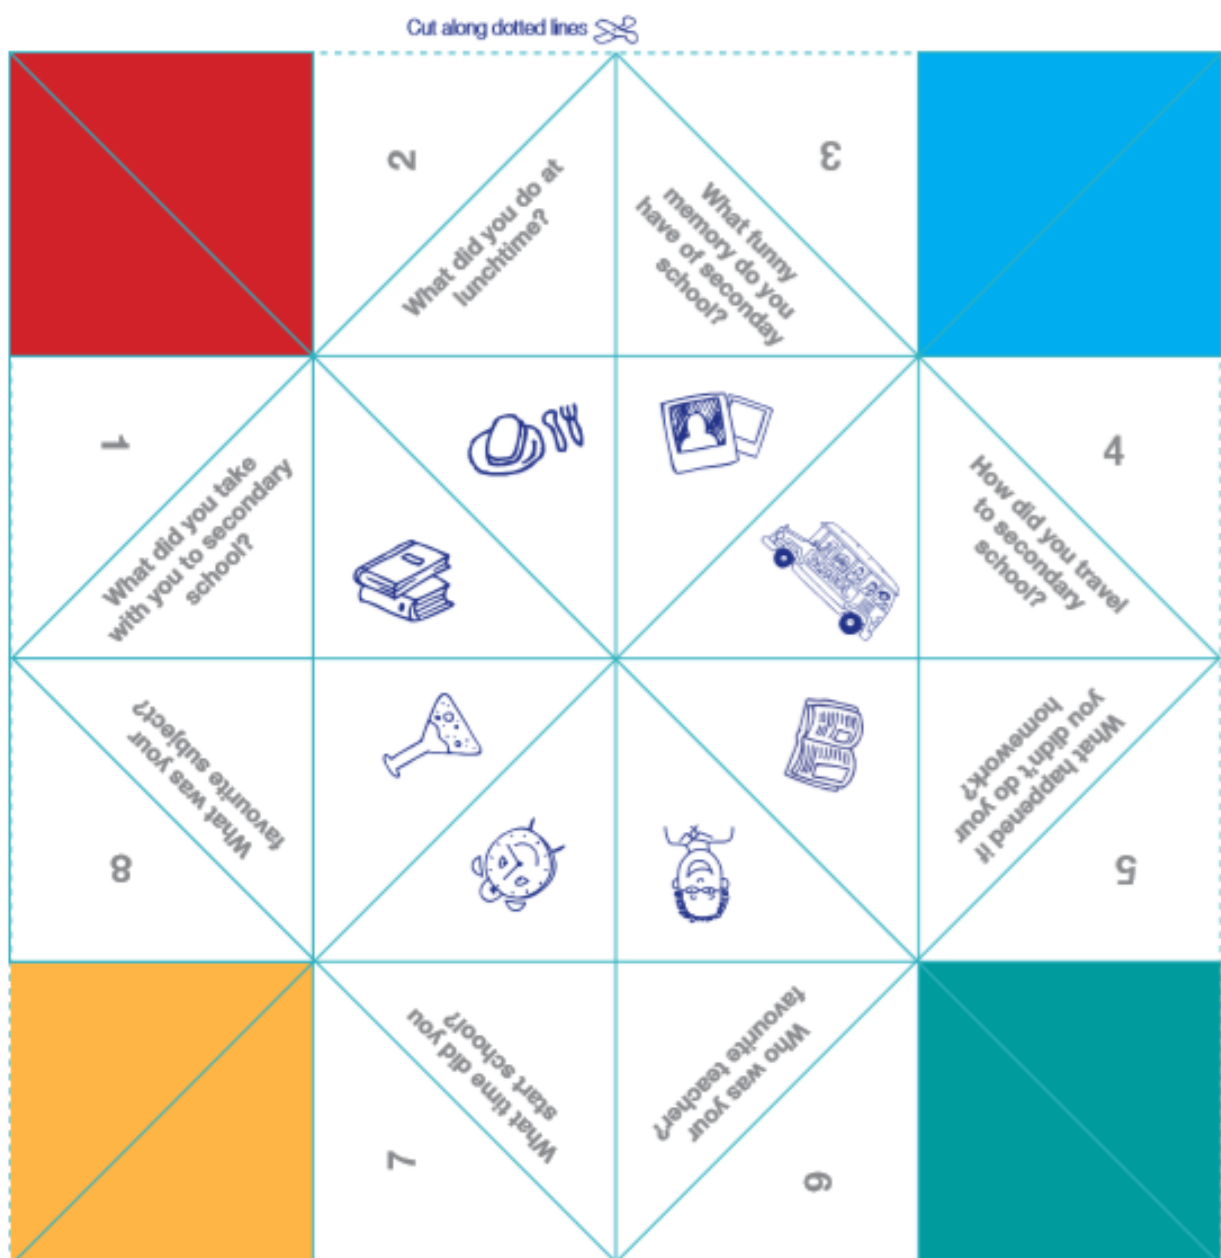 Cut along dotted lines
2
What did you do at
lunchtime?
3
What funny
memory do you
have of seconday
school?
1
What did you take
with you to secondary
school?
4
How did you travel
to secondary
school?
8
What was your
favourite subject?
5
What happened if
you didn't do your
homework?
7
What time did you
start school?
6
Who was your
favourite teacher?